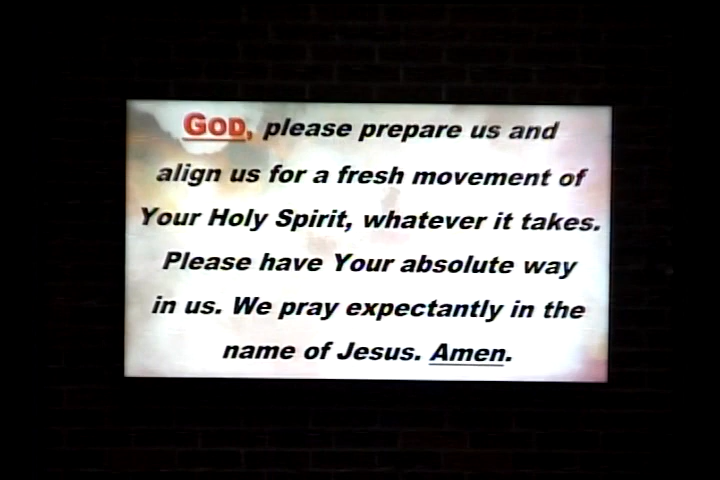 GOD, please prepare us and
align us for a fresh movement of
Your Holy Spirit, whatever it takes.
Please have Your absolute way
in us. We pray expectantly in the
name of Jesus. Amen.